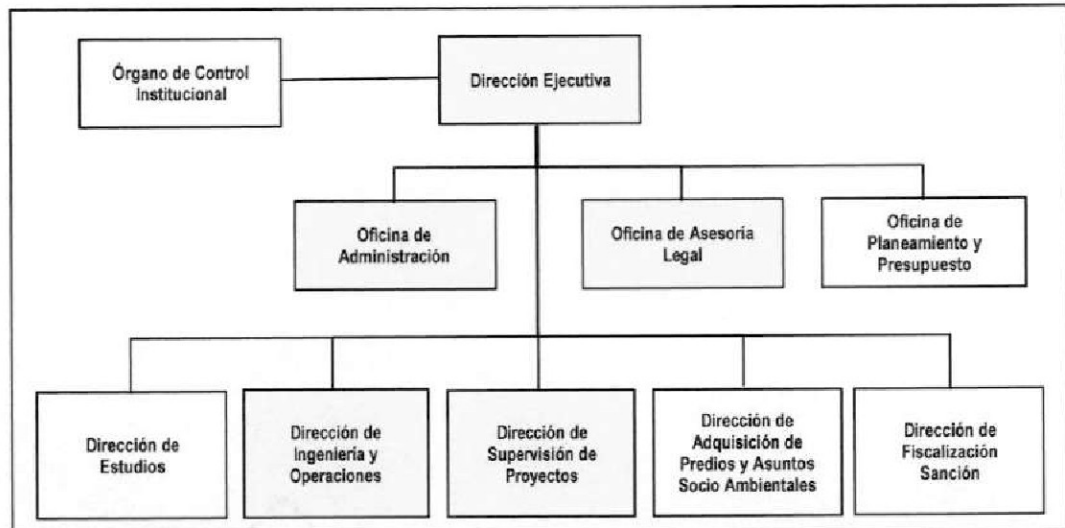 Órgano de Control
Institucional
Dirección Ejecutiva
Oficina de
Administración
Oficina de Asesoría
Legal
Oficina de
Planeamiento y
Presupuesto
Dirección de
Estudios
Dirección de
Ingeniería y
Operaciones
Dirección de
Supervisión de
Proyectos
Dirección de
Adquisición de
Predios y Asuntos
Socio Ambientales
Dirección de
Fiscalización
Sanción